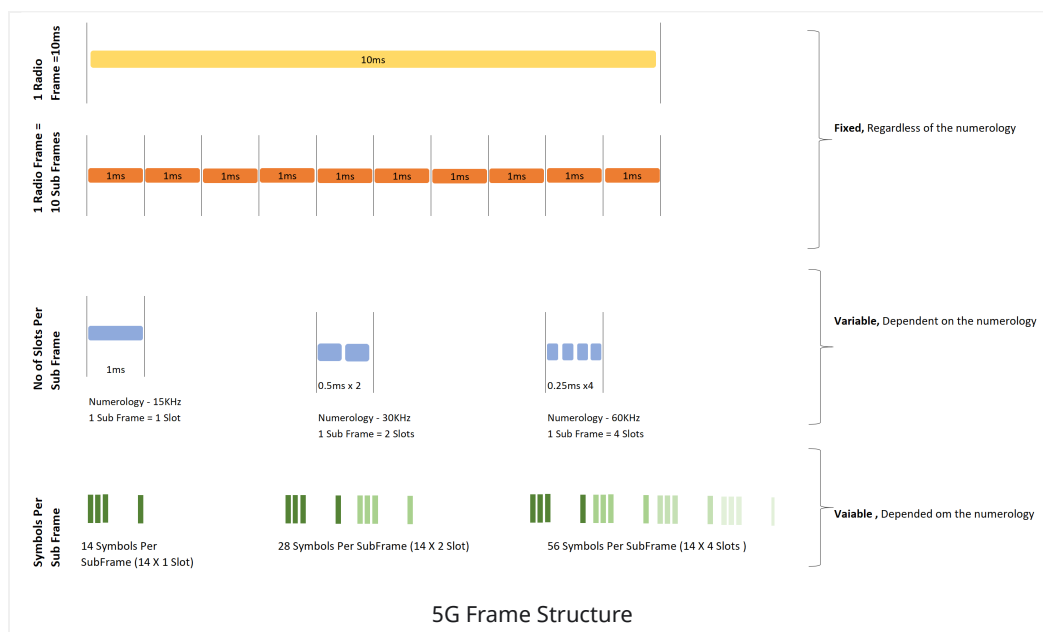 1 Radio
Frame =10ms
10ms
Fixed, Regardless of the numerology
1 Radio Frame =
10 Sub Frames
1ms
1ms
1ms
1ms
1ms
1ms
1ms
1ms
1ms
1ms
No of Slots Per
Sub Frame
1ms
0.5ms x 2
0.25ms x4
Variable, Dependent on the numerology
Numerology - 15KHz
1 Sub Frame = 1 Slot
Numerology - 30KHz
1 Sub Frame = 2 Slots
Numerology - 60KHz
1 Sub Frame = 4 Slots
Symbols Per
Sub Frame
14 Symbols Per
SubFrame (14 X 1 Slot)
28 Symbols Per SubFrame (14 X 2 Slot)
56 Symbols Per SubFrame (14 X 4 Slots )
Vaiable , Depended om the numerology
5G Frame Structure